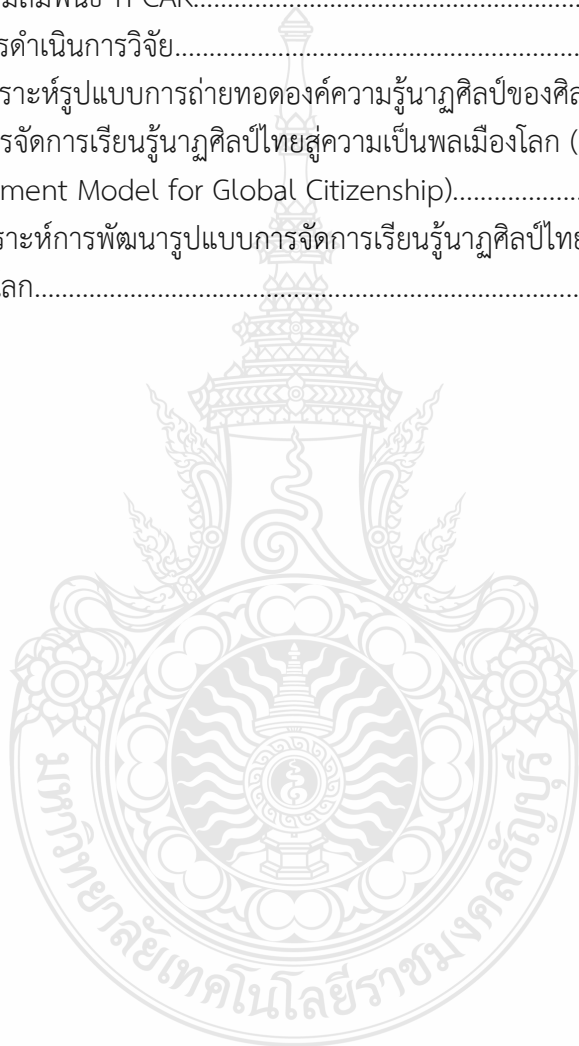 มสัมพันธ์ TPCAR.....................................................
รดำเนินการวิจัย.....................................................
ราะห์รูปแบบการถ่ายทอดองค์ความรู้นาฏศิลป์ของศิล
รจัดการเรียนรู้นาฏศิลป์ไทยสู่ความเป็นพลเมืองโลก (
ment Model for Global Citizenship)...................
ราะห์การพัฒนารูปแบบการจัดการเรียนรู้นาฏศิลป์ไทย
ลก.....................................................................
มหาวิทยาลัยเทคโนโลยีราชมงคลธัญบุรี